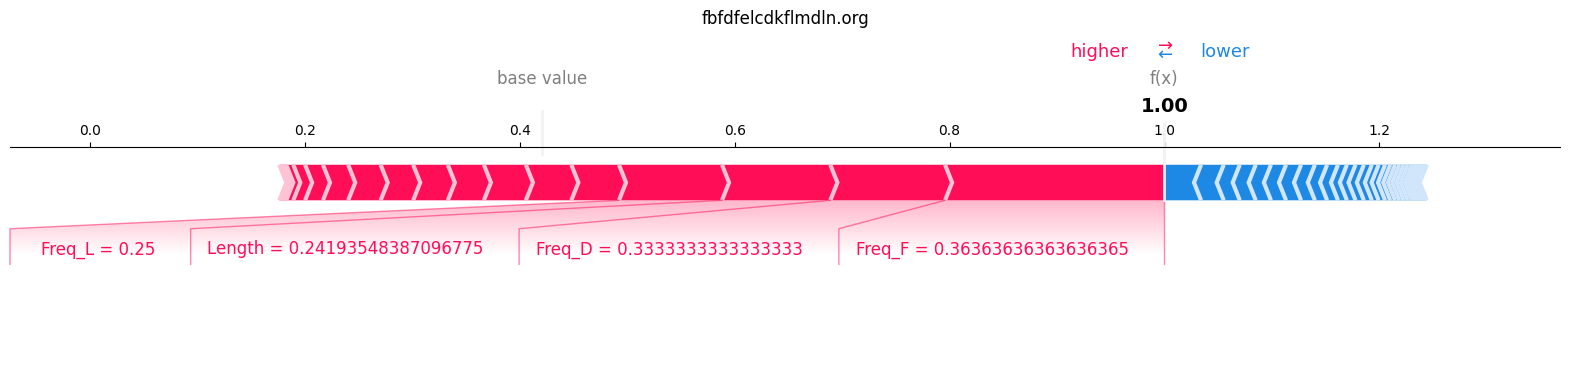 fbfdfelcdkflmdln.org
higher ⇄ lower
base value f(x)
1.00
0.0 0.2 0.4 0.6 0.8 1.0 1.2
Freq_L = 0.25 Length = 0.24193548387096775 Freq_D = 0.3333333333333333 Freq_F = 0.36363636363636365